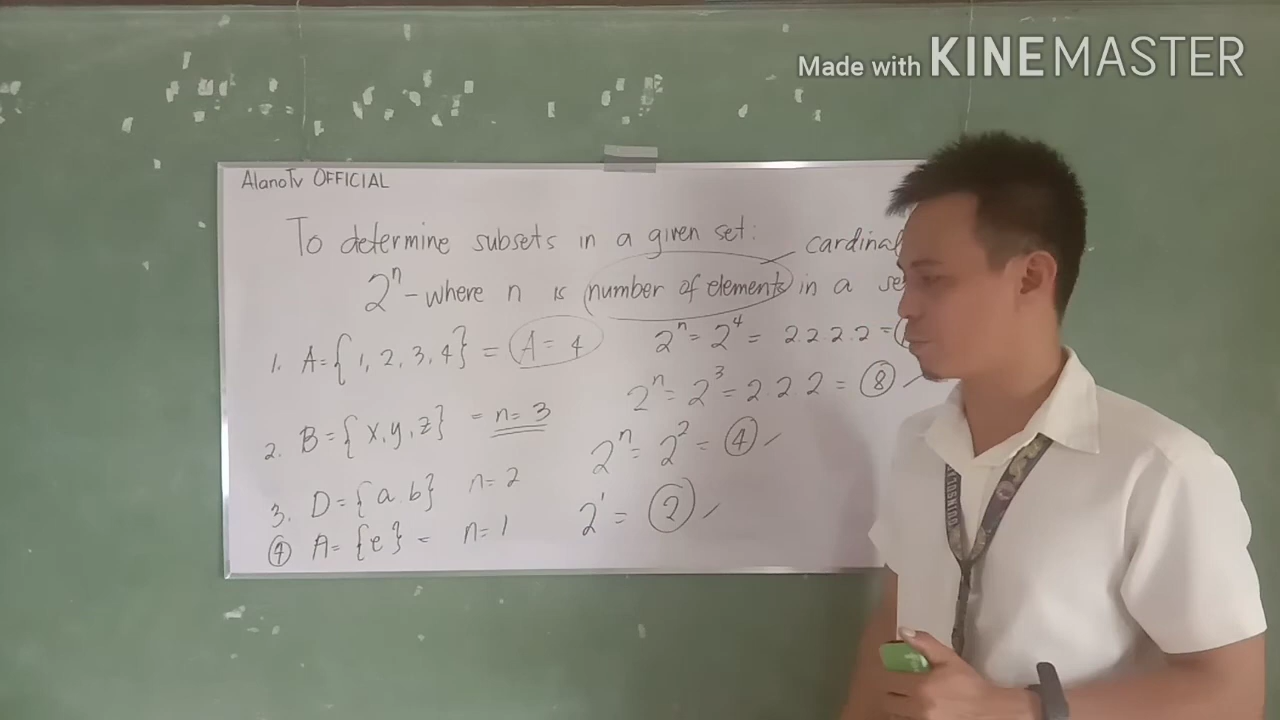 Made with KINEMASTER
AlanoTv OFFICIAL
To determine subsets in a given set: cardinal
2ⁿ - where n is number of elements in a se
1. A={1, 2, 3, 4} = A = 4 2ⁿ = 2⁴ = 2.2.2.2 =
2. B={x, y, z} = n=3 2ⁿ = 2³ = 2 2 2 = 8
3. D={a, b} n=2 2ⁿ = 2² = 4
4 A={e} = n=1 2¹ = 2